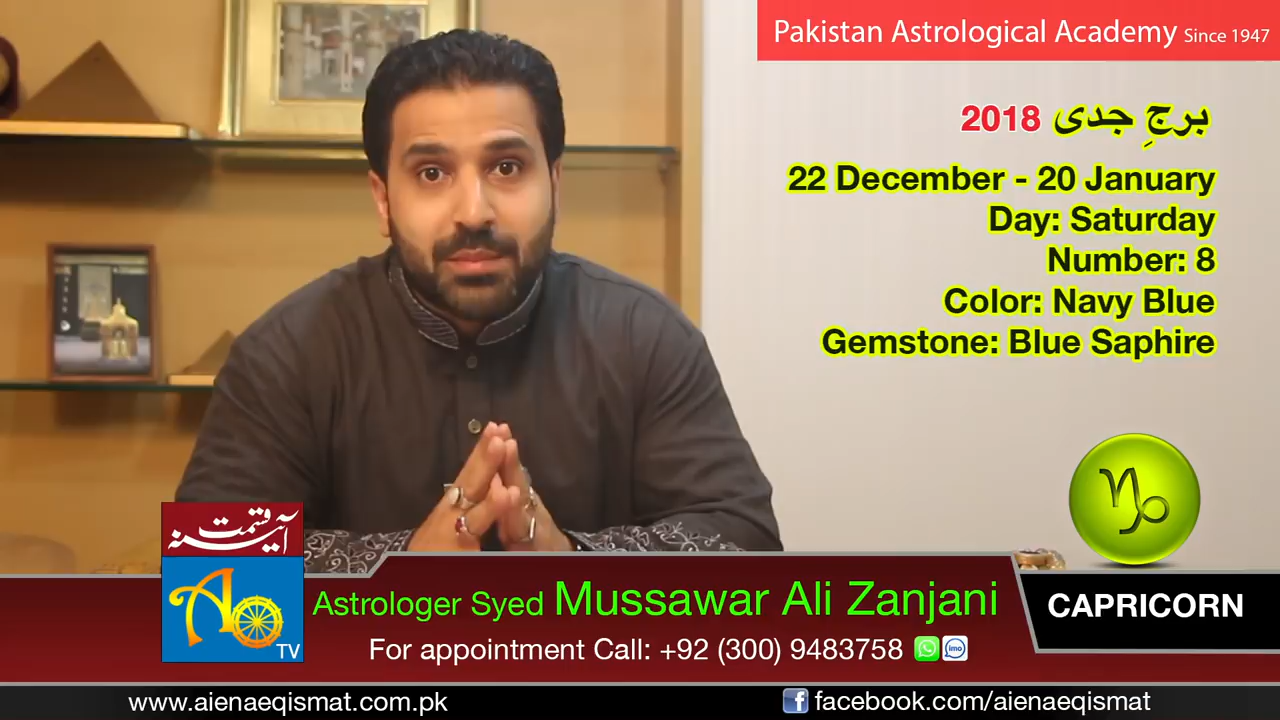 Pakistan Astrological Academy Since 1947
برجِ جدی 2018
22 December - 20 January
Day: Saturday
Number: 8
Color: Navy Blue
Gemstone: Blue Saphire
آئینہ قسمت
AQ TV
Astrologer Syed Mussawar Ali Zanjani
CAPRICORN
For appointment Call: +92 (300) 9483758
imo
www.aienaeqismat.com.pk
facebook.com/aienaeqismat